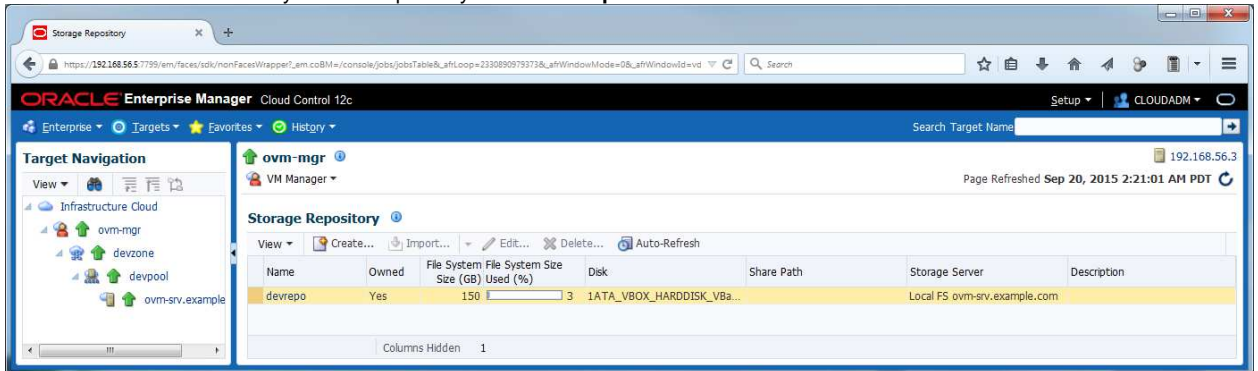 Storage Repository
https://192.168.56.5:7799/em/faces/sdk/nonFacesWrapper?_em.coBM=/console/jobs/jobsTable&_afrLoop=2330890979373&_afrWindowMode=0&_afrWindowId=vd
Search
ORACLE Enterprise Manager Cloud Control 12c
Setup CLOUDADM
Enterprise Targets Favorites History
Search Target Name
Target Navigation
View
Infrastructure Cloud
ovm-mgr
devzone
devpool
ovm-srv.example
ovm-mgr
192.168.56.3
VM Manager
Page Refreshed Sep 20, 2015 2:21:01 AM PDT
Storage Repository
View Create... Import... Edit... Delete... Auto-Refresh
Name Owned File System Size (GB) File System Size Used (%) Disk Share Path Storage Server Description
devrepo Yes 150 3 1ATA_VBOX_HARDDISK_VBa... Local FS ovm-srv.example.com
Columns Hidden 1